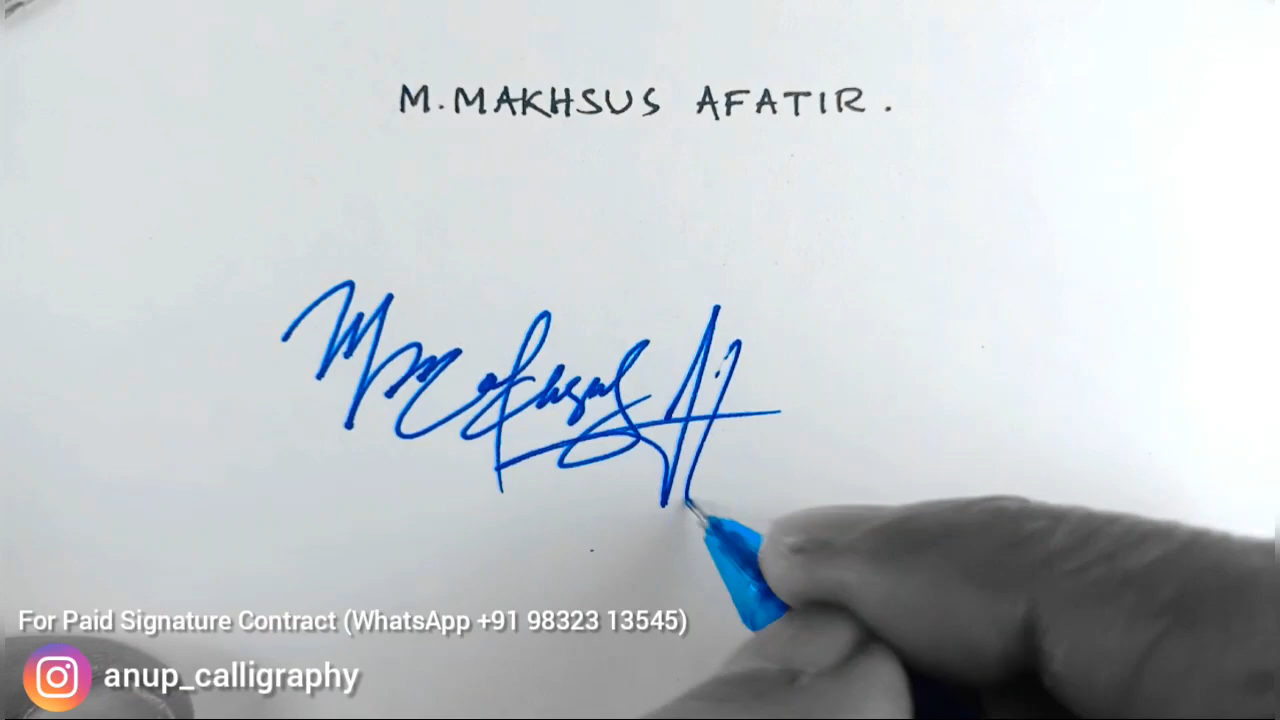 M. MAKHSUS AFATIR.
For Paid Signature Contract (WhatsApp +91 98323 13545)
anup_calligraphy